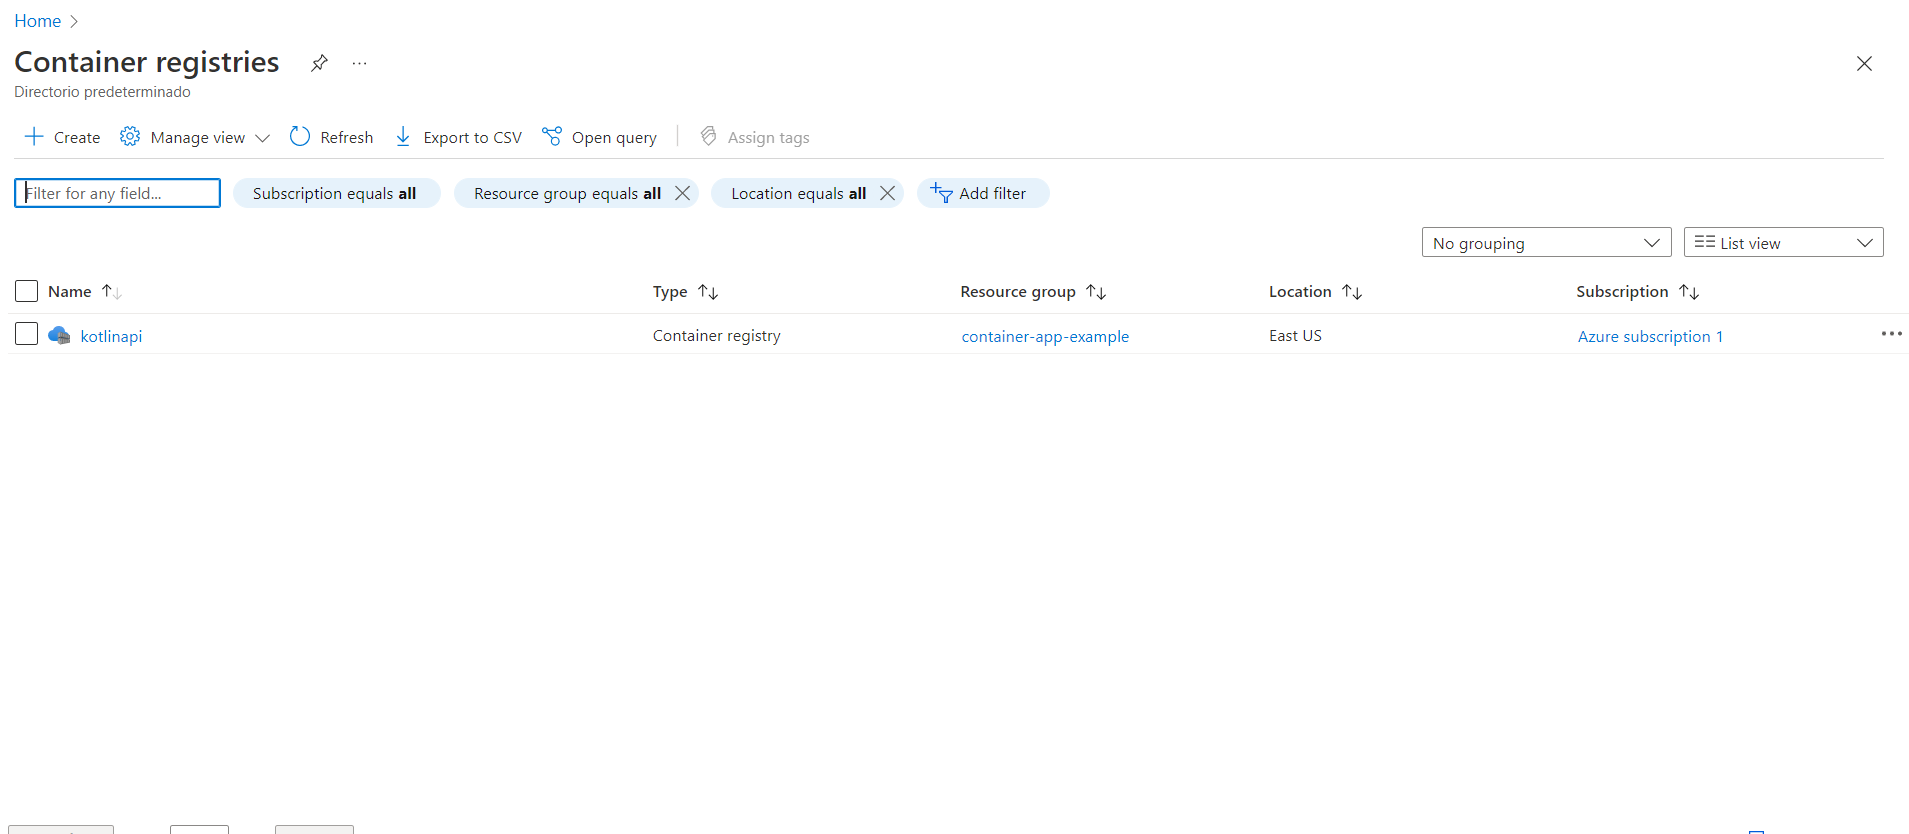 Home
Container registries
Directorio predeterminado
Create Manage view Refresh Export to CSV Open query Assign tags
Filter for any field... Subscription equals all Resource group equals all Location equals all Add filter
No grouping List view
Name Type Resource group Location Subscription
kotlinapi Container registry container-app-example East US Azure subscription 1